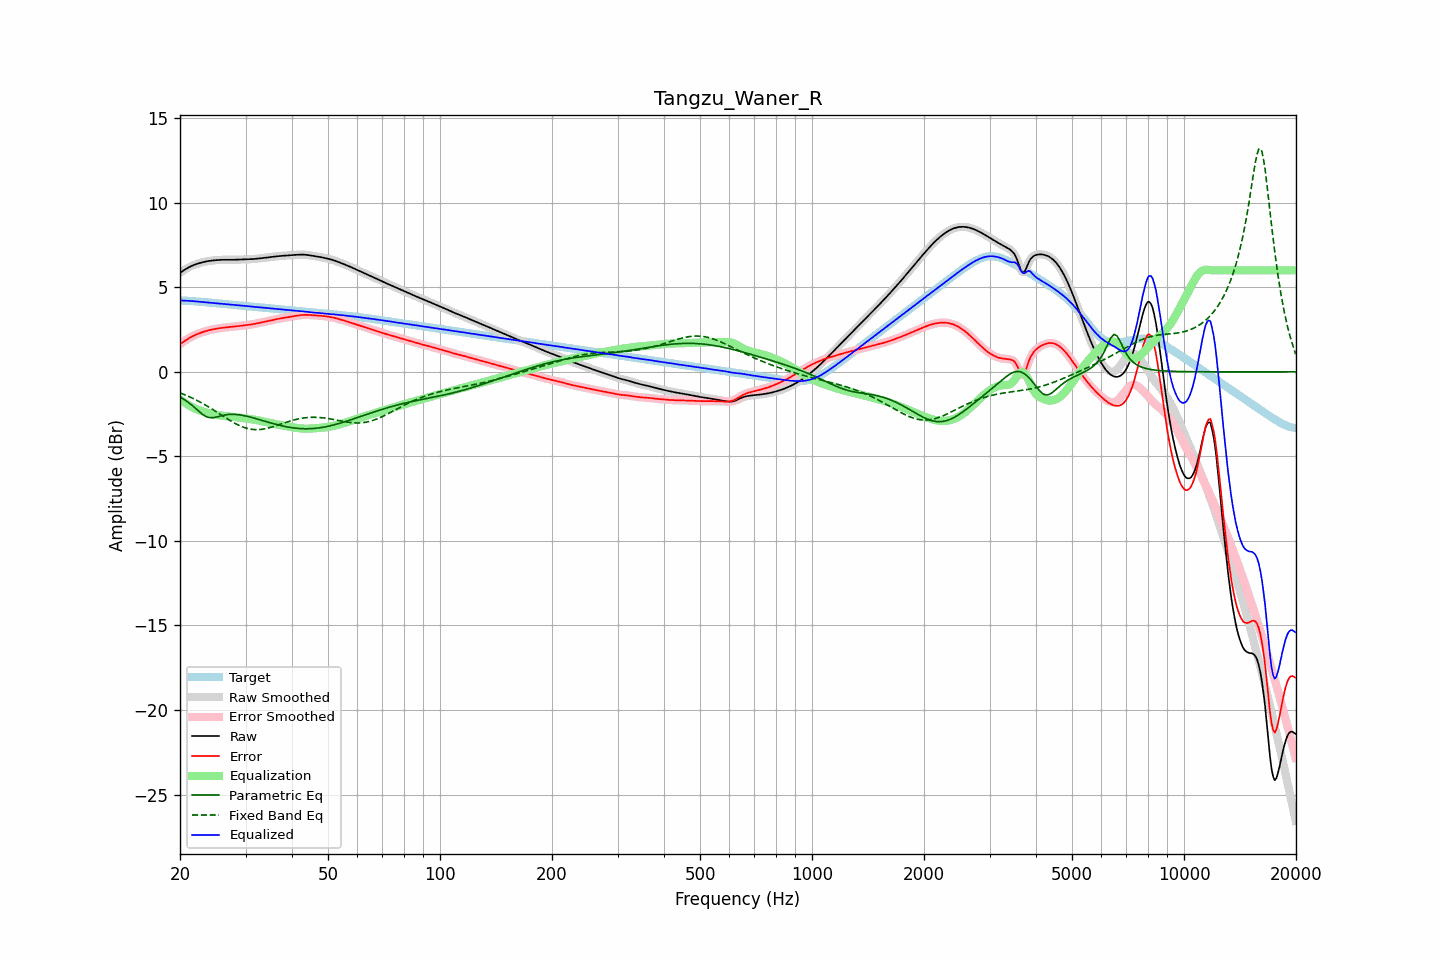 Tangzu_Waner_R
15
10
5
0
−5
−10
−15
−20
−25
Amplitude (dBr)
Target
Raw Smoothed
Error Smoothed
Raw
Error
Equalization
Parametric Eq
Fixed Band Eq
Equalized
20 50 100 200 500 1000 2000 5000 10000 20000
Frequency (Hz)